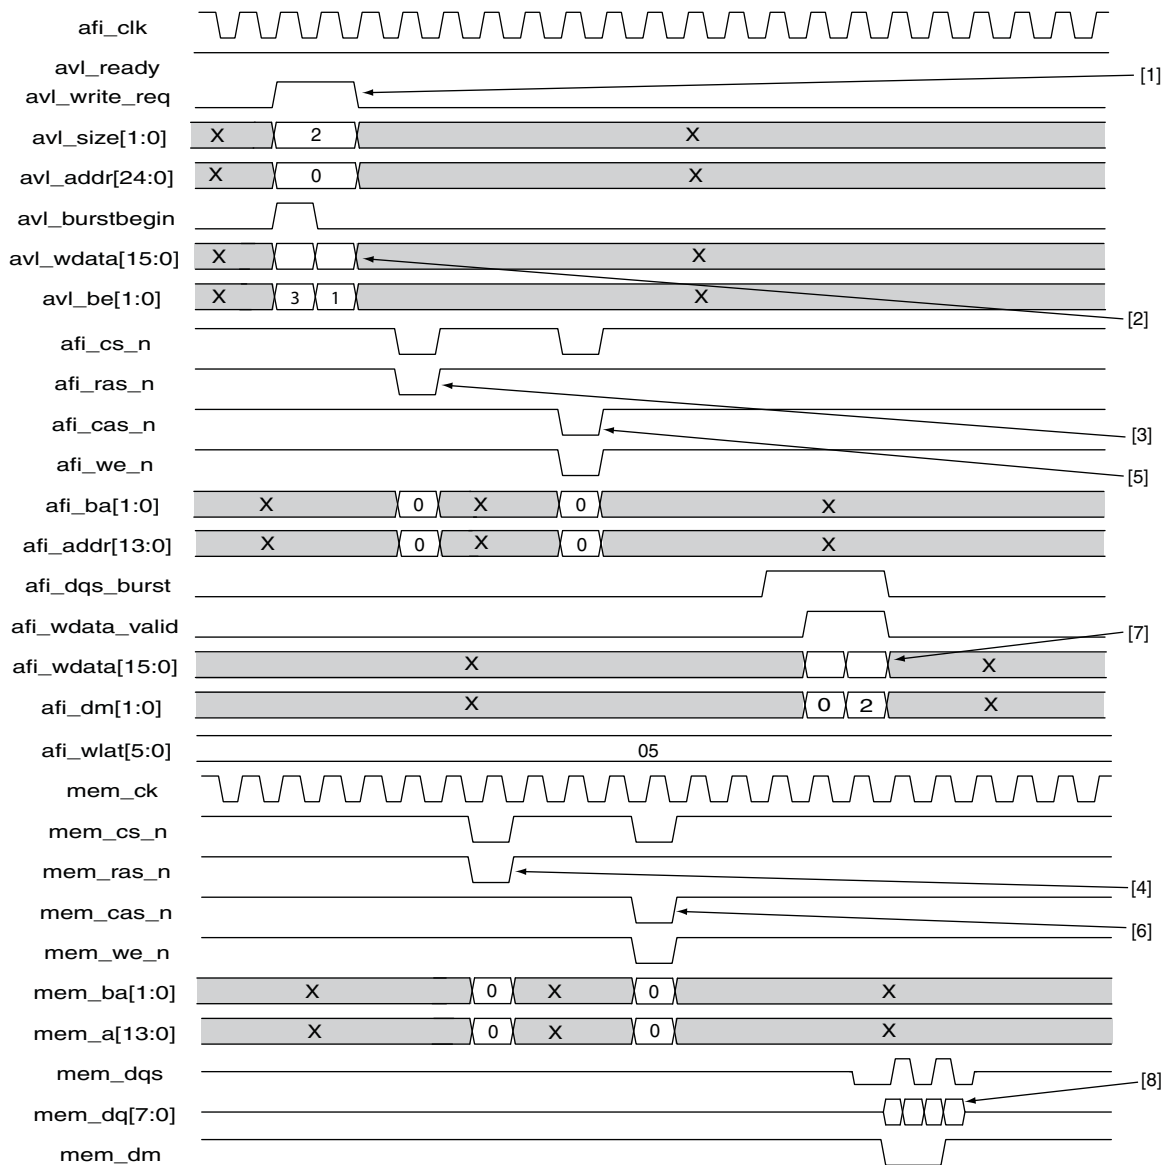 afi_clk
avl_ready
[1]
avl_write_req
avl_size[1:0] X 2 X
avl_addr[24:0] X 0 X
avl_burstbegin
avl_wdata[15:0] X X
avl_be[1:0] X 3 1 X
[2]
afi_cs_n
afi_ras_n
afi_cas_n
[3]
afi_we_n
[5]
afi_ba[1:0] X 0 X 0 X
afi_addr[13:0] X 0 X 0 X
afi_dqs_burst
afi_wdata_valid
[7]
afi_wdata[15:0] X X
afi_dm[1:0] X 0 2 X
afi_wlat[5:0] 05
mem_ck
mem_cs_n
mem_ras_n
[4]
mem_cas_n
[6]
mem_we_n
mem_ba[1:0] X 0 X 0 X
mem_a[13:0] X 0 X 0 X
mem_dqs
[8]
mem_dq[7:0]
mem_dm